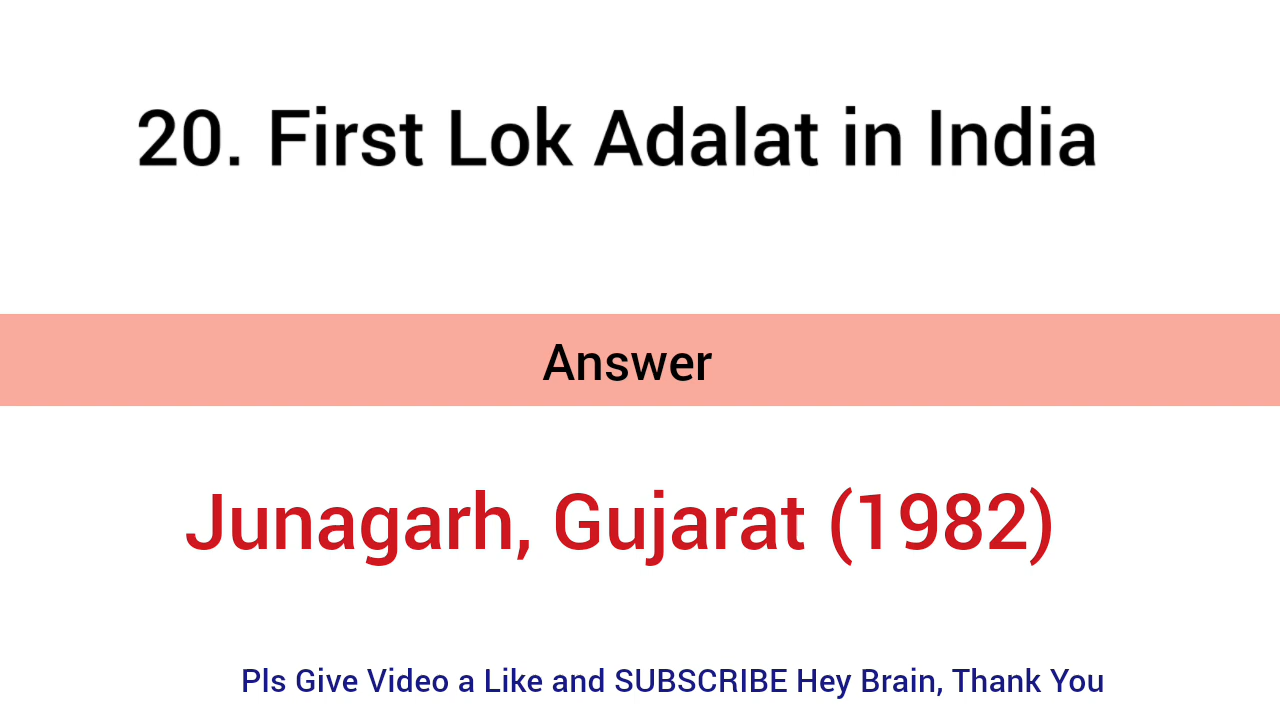 20. First Lok Adalat in India
Answer
Junagarh, Gujarat (1982)
Pls Give Video a Like and SUBSCRIBE Hey Brain, Thank You